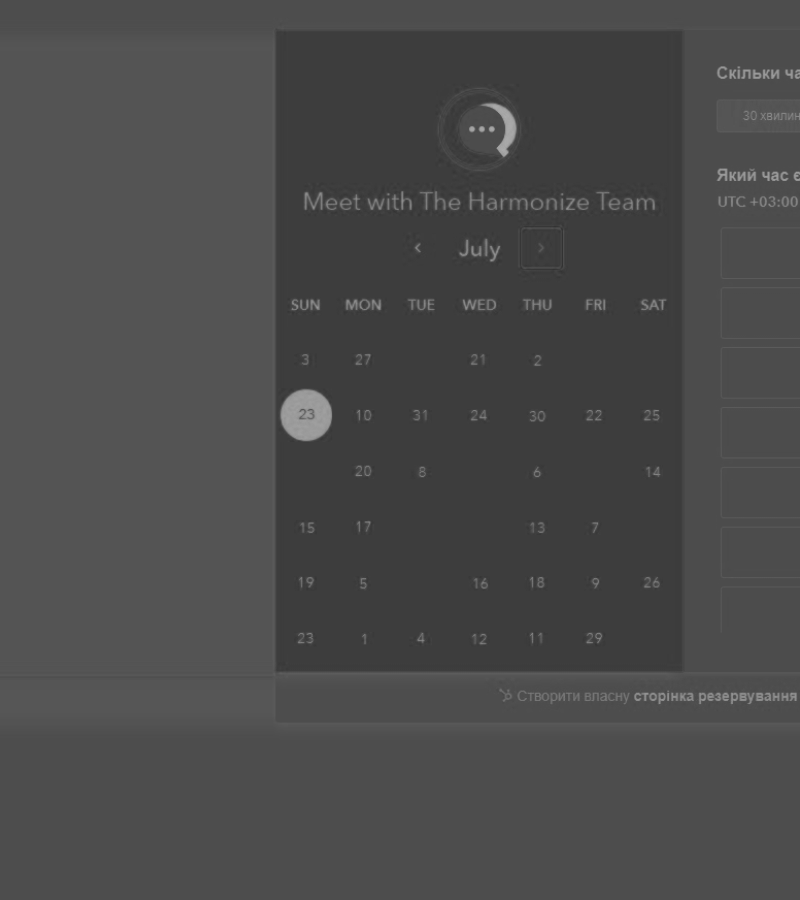 Скільки ча
30 хвилин
Meet with The Harmonize Team
Який час є
UTC +03:00
July
SUN MON TUE WED THU FRI SAT
3 27 21 2
23 10 31 24 30 22 25
20 8 6 14
15 17 13 7
19 5 16 18 9 26
23 1 4 12 11 29
Створити власну сторінка резервування